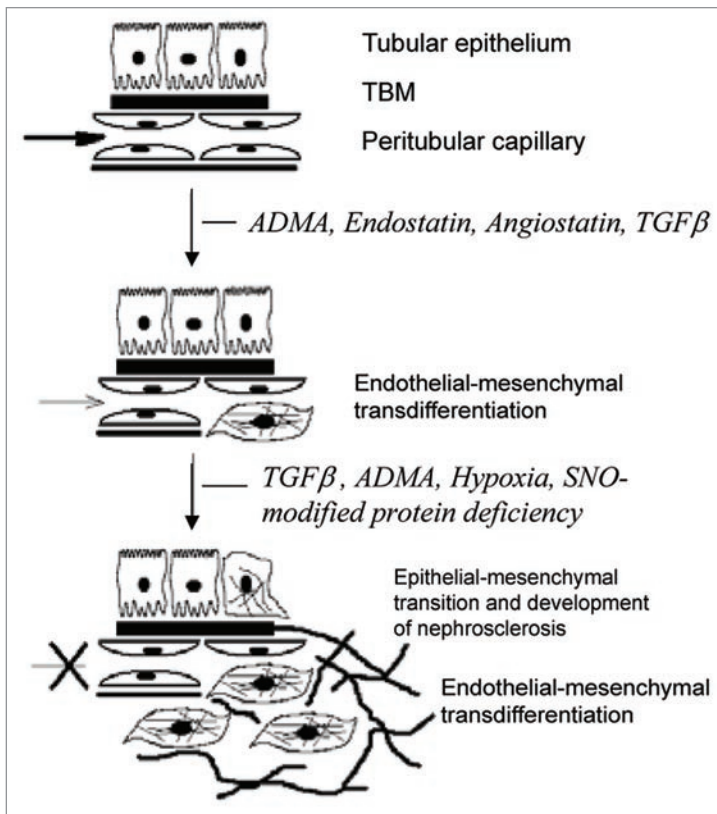 Tubular epithelium
TBM
Peritubular capillary
ADMA, Endostatin, Angiostatin, TGFβ
Endothelial-mesenchymal
transdifferentiation
TGFβ, ADMA, Hypoxia, SNO-
modified protein deficiency
Epithelial-mesenchymal
transition and development
of nephrosclerosis
Endothelial-mesenchymal
transdifferentiation